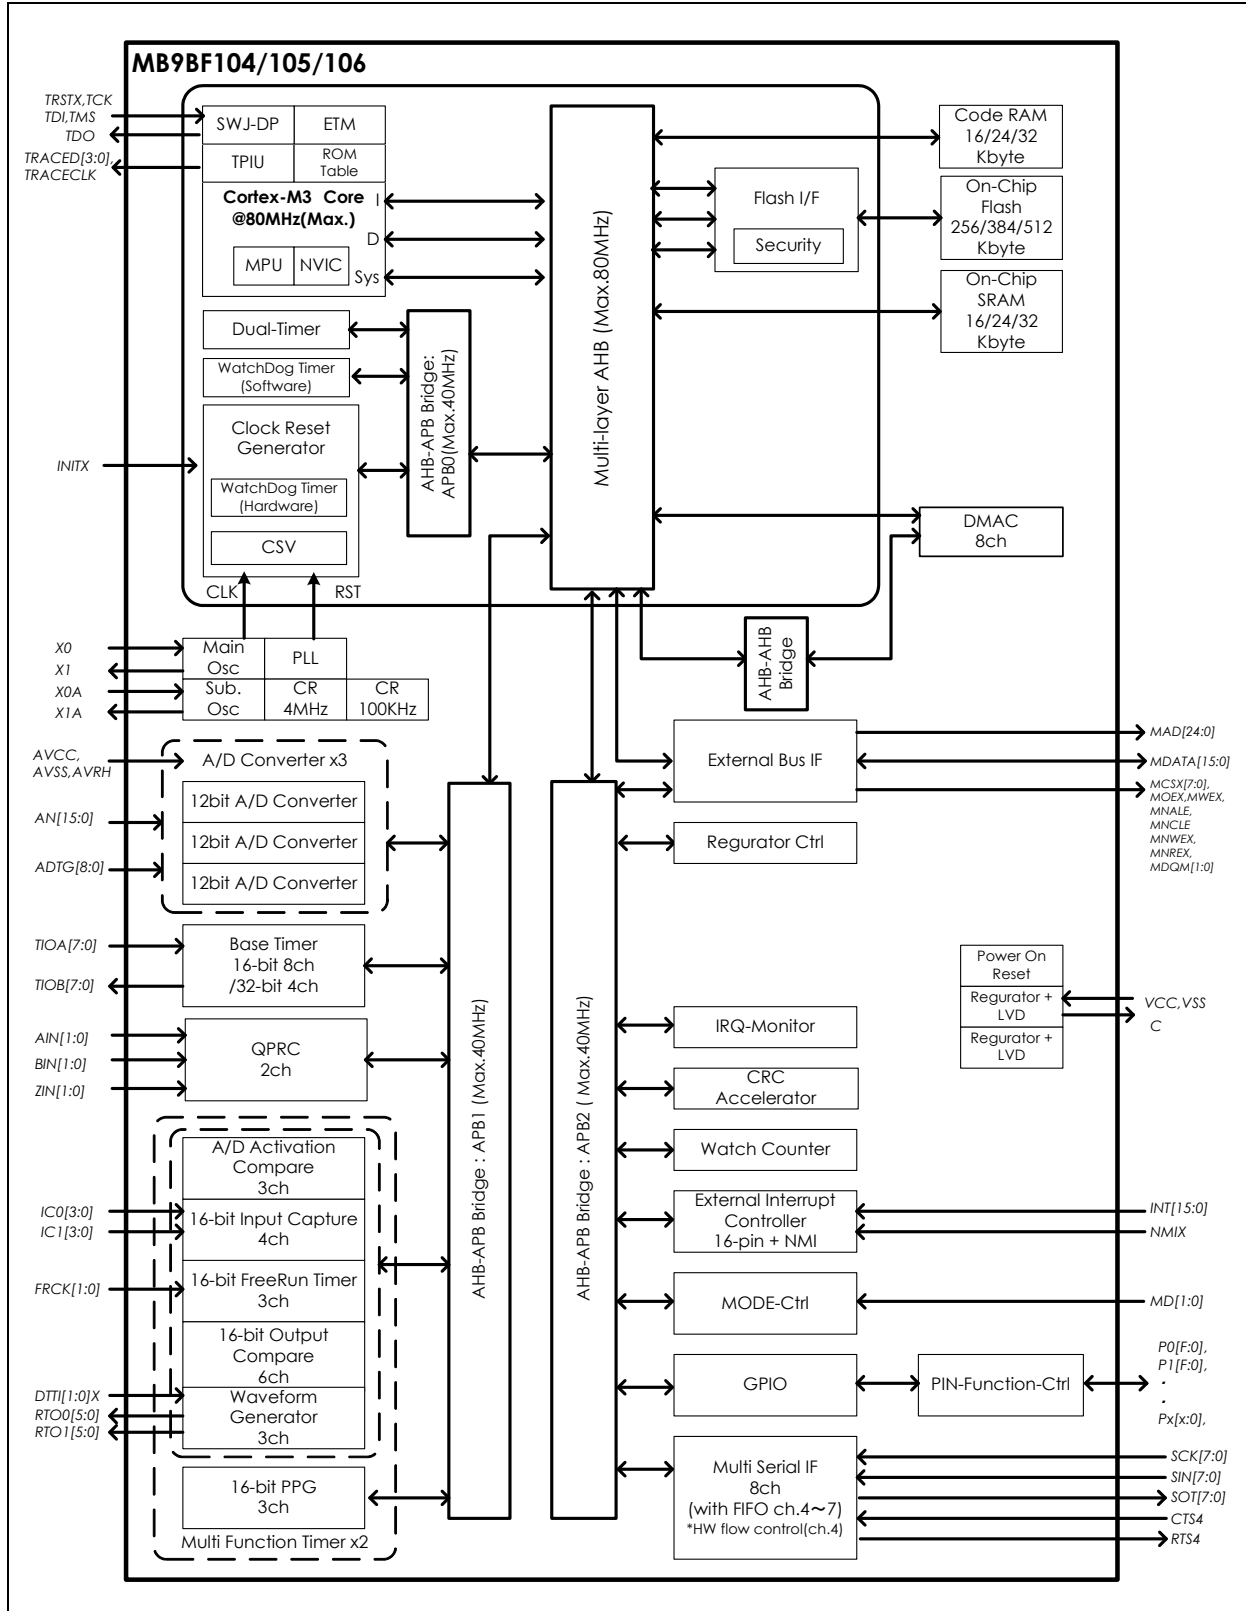 MB9BF104/105/106
TRSTX,TCK
TDI,TMS
TDO
TRACED[3:0],
TRACECLK
SWJ-DP
ETM
TPIU
ROM
Table
Cortex-M3 Core
@80MHz(Max.)
I
D
Sys
MPU
NVIC
Dual-Timer
WatchDog Timer
(Software)
Clock Reset
Generator
WatchDog Timer
(Hardware)
CSV
INITX
CLK
RST
AHB-APB Bridge:
APB0(Max.40MHz)
Multi-layer AHB (Max.80MHz)
Flash I/F
Security
Code RAM
16/24/32
Kbyte
On-Chip
Flash
256/384/512
Kbyte
On-Chip
SRAM
16/24/32
Kbyte
DMAC
8ch
AHB-AHB
Bridge
X0
X1
X0A
X1A
Main
Osc
PLL
Sub.
Osc
CR
4MHz
CR
100KHz
AVCC,
AVSS,AVRH
AN[15:0]
ADTG[8:0]
A/D Converter x3
12bit A/D Converter
12bit A/D Converter
12bit A/D Converter
TIOA[7:0]
TIOB[7:0]
Base Timer
16-bit 8ch
/32-bit 4ch
AIN[1:0]
BIN[1:0]
ZIN[1:0]
QPRC
2ch
A/D Activation
Compare
3ch
IC0[3:0]
IC1[3:0]
16-bit Input Capture
4ch
FRCK[1:0]
16-bit FreeRun Timer
3ch
16-bit Output
Compare
6ch
DTTI[1:0]X
RTO0[5:0]
RTO1[5:0]
Waveform
Generator
3ch
16-bit PPG
3ch
Multi Function Timer x2
AHB-APB Bridge : APB1 (Max.40MHz)
AHB-APB Bridge : APB2 ( Max.40MHz)
External Bus IF
MAD[24:0]
MDATA[15:0]
MCSX[7:0],
MOEX,MWEX,
MNALE,
MNCLE
MNWEX,
MNREX,
MDQM[1:0]
Regurator Ctrl
Power On
Reset
Regurator +
LVD
Regurator +
LVD
VCC,VSS
C
IRQ-Monitor
CRC
Accelerator
Watch Counter
External Interrupt
Controller
16-pin + NMI
INT[15:0]
NMIX
MODE-Ctrl
MD[1:0]
GPIO
PIN-Function-Ctrl
P0[F:0],
P1[F:0],
.
.
Px[x:0],
Multi Serial IF
8ch
(with FIFO ch.4～7)
*HW flow control(ch.4)
SCK[7:0]
SIN[7:0]
SOT[7:0]
CTS4
RTS4